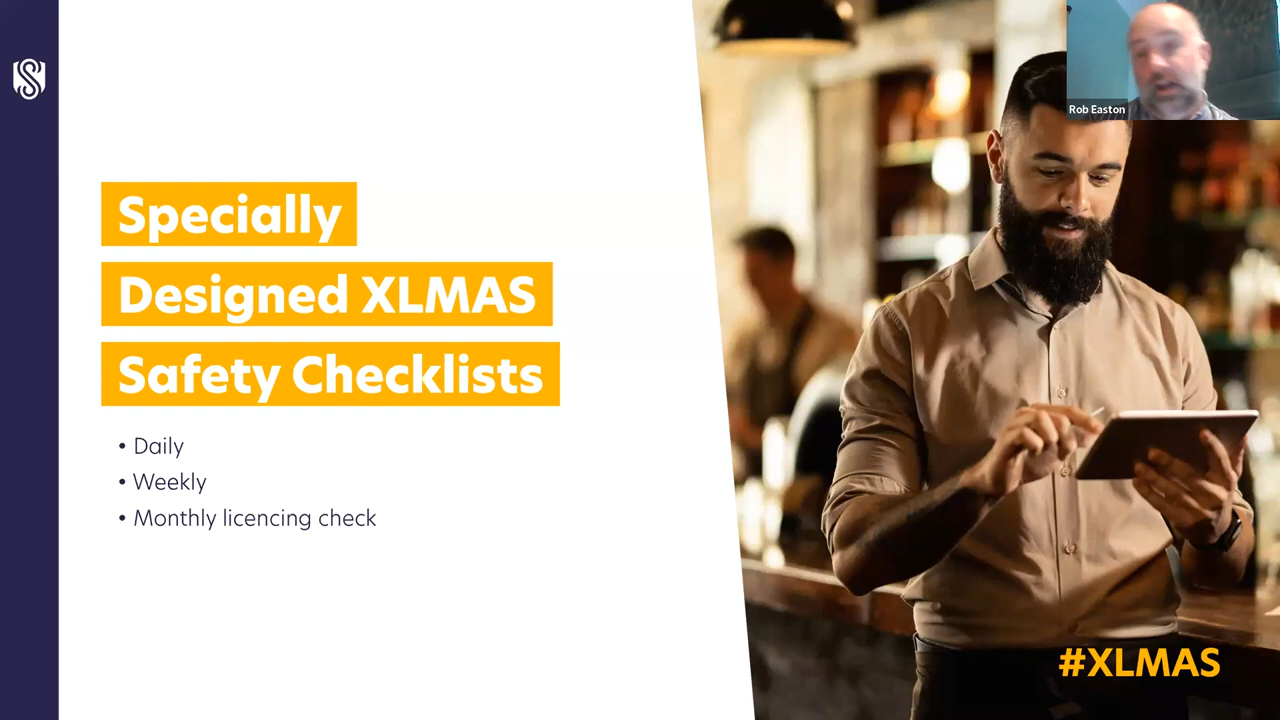 Rob Easton
Specially
Designed XLMAS
Safety Checklists
• Daily
• Weekly
• Monthly licencing check
#XLMAS